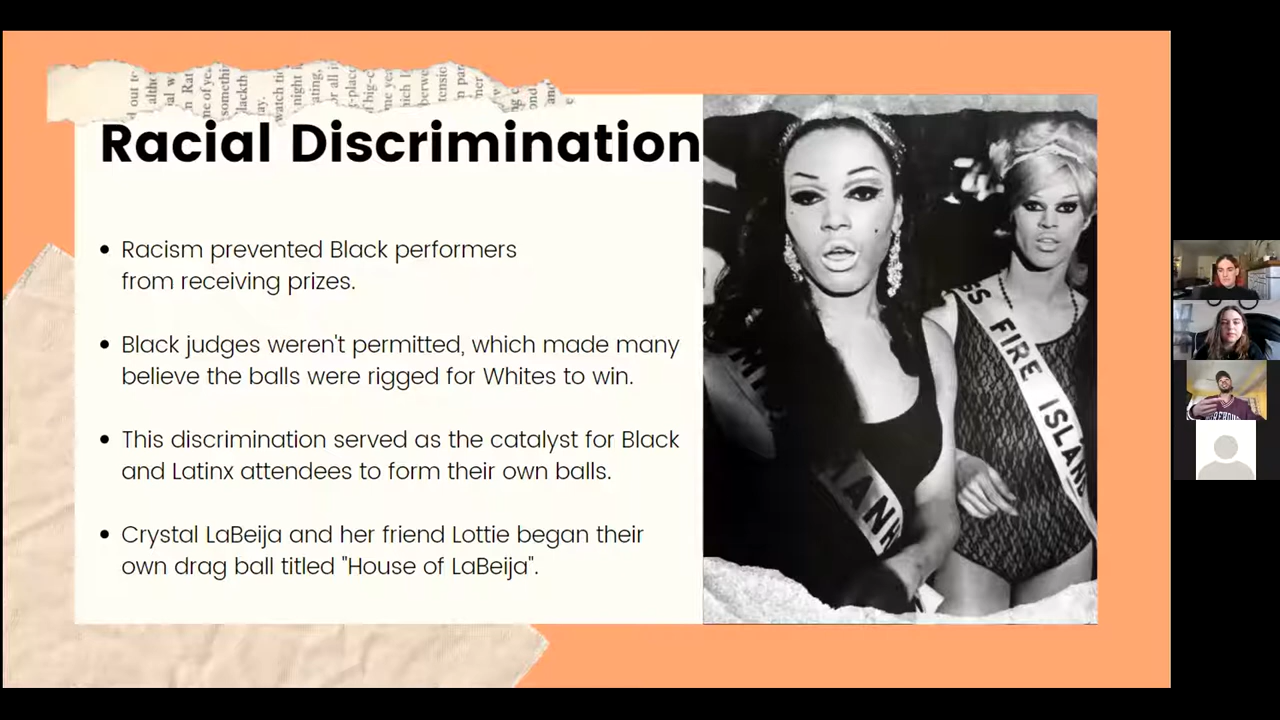 Racial Discrimination
Racism prevented Black performers
from receiving prizes.
Black judges weren't permitted, which made many
believe the balls were rigged for Whites to win.
This discrimination served as the catalyst for Black
and Latinx attendees to form their own balls.
Crystal LaBeija and her friend Lottie began their
own drag ball titled "House of LaBeija".
SS FIRE ISLAN
ANH